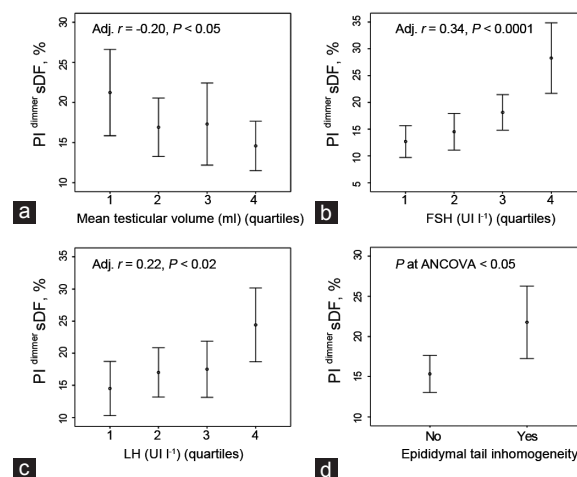 Adj. r = -0.20, P < 0.05
PI dimmer sDF, %
30
25
20
15
10
1 2 3 4
Mean testicular volume (ml) (quartiles)
a
Adj. r = 0.34, P < 0.0001
PI dimmer sDF, %
35
30
25
20
15
10
5
1 2 3 4
FSH (UI l-1) (quartiles)
b
Adj. r = 0.22, P < 0.02
PI dimmer sDF, %
35
30
25
20
15
10
1 2 3 4
LH (UI l-1) (quartiles)
c
P at ANCOVA < 0.05
PI dimmer sDF, %
30
25
20
15
10
No Yes
Epididymal tail inhomogeneity
d